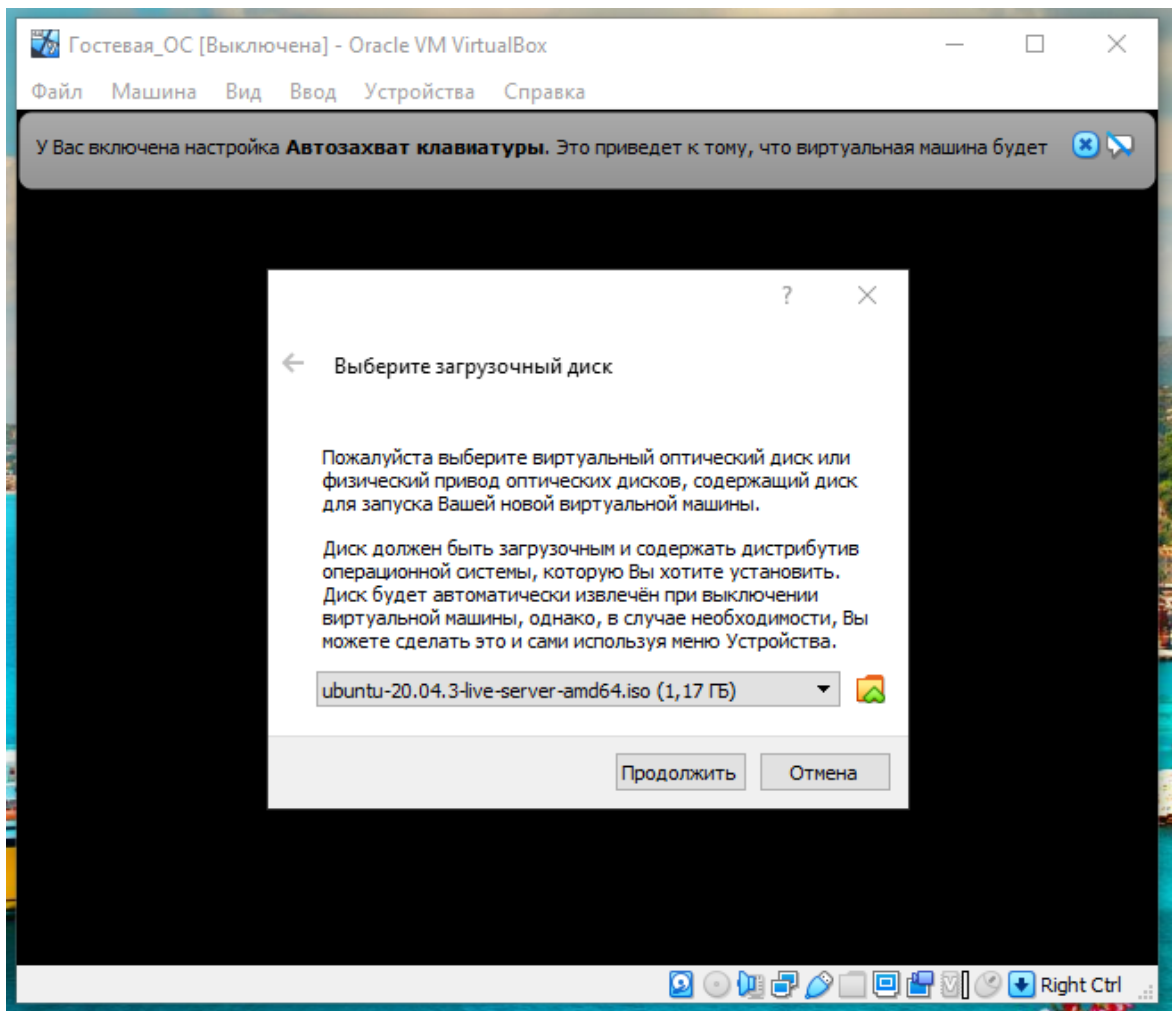 Гостевая_ОС [Выключена] - Oracle VM VirtualBox
Файл Машина Вид Ввод Устройства Справка
У Вас включена настройка Автозахват клавиатуры. Это приведет к тому, что виртуальная машина будет
?
Выберите загрузочный диск
Пожалуйста выберите виртуальный оптический диск или
физический привод оптических дисков, содержащий диск
для запуска Вашей новой виртуальной машины.
Диск должен быть загрузочным и содержать дистрибутив
операционной системы, которую Вы хотите установить.
Диск будет автоматически извлечён при выключении
виртуальной машины, однако, в случае необходимости, Вы
можете сделать это и сами используя меню Устройства.
ubuntu-20.04.3-live-server-amd64.iso (1,17 ГБ)
Продолжить Отмена
Right Ctrl